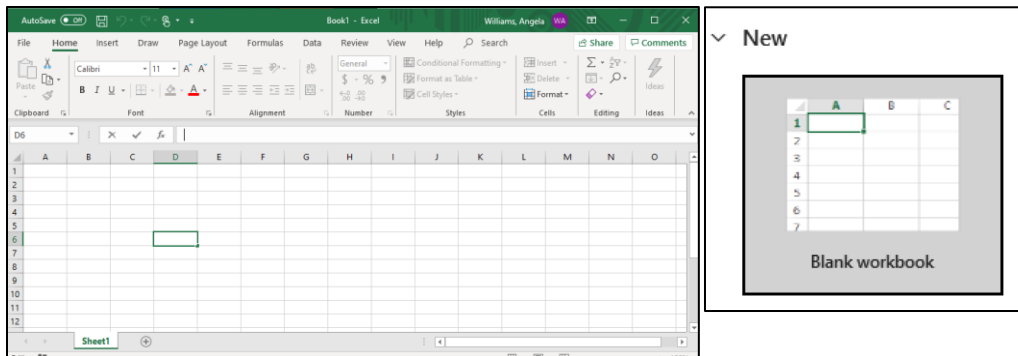 AutoSave Off Book1 - Excel Williams, Angela WA
File Home Insert Draw Page Layout Formulas Data Review View Help Search Share Comments
Paste Calibri 11 A A General Conditional Formatting Insert
B I U A $ % 9 Format as Table Delete Ideas
Cell Styles Format
Clipboard Font Alignment Number Styles Cells Editing Ideas
D6 fx
A B C D E F G H I J K L M N O
1
2
3
4
5
6
7
8
9
10
11
12
Sheet1
New
A B C
1
2
3
4
5
6
7
Blank workbook